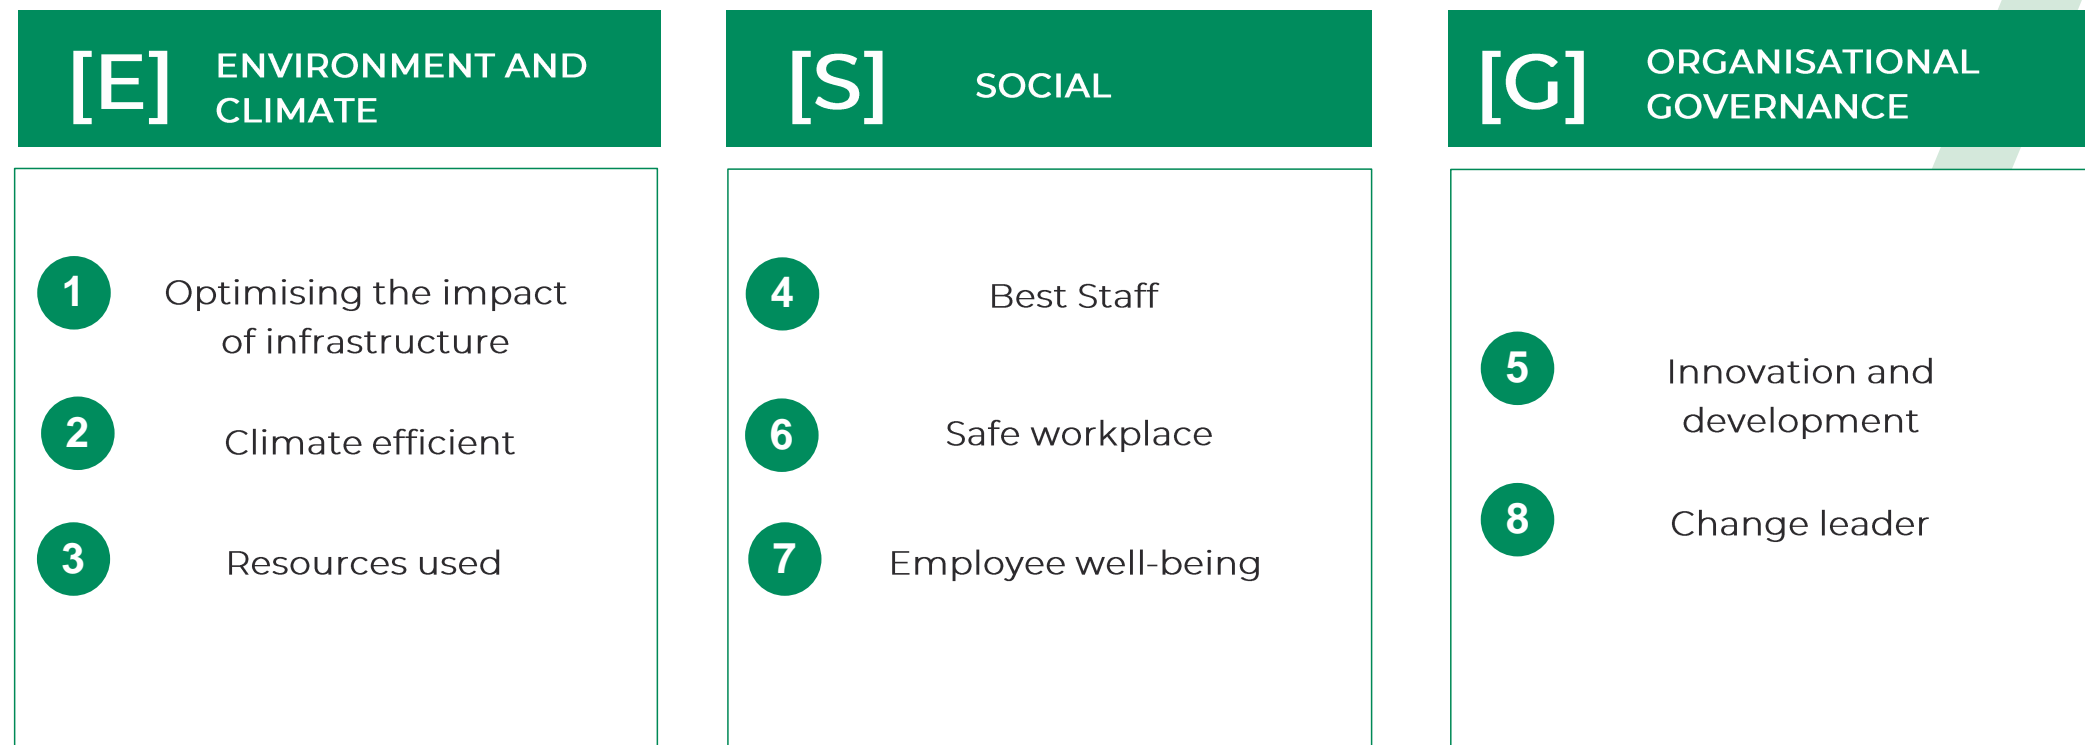 [E]
ENVIRONMENT AND
CLIMATE
1
Optimising the impact
of infrastructure
2
Climate efficient
3
Resources used
[S]
SOCIAL
4
Best Staff
6
Safe workplace
7
Employee well-being
[G]
ORGANISATIONAL
GOVERNANCE
5
Innovation and
development
8
Change leader